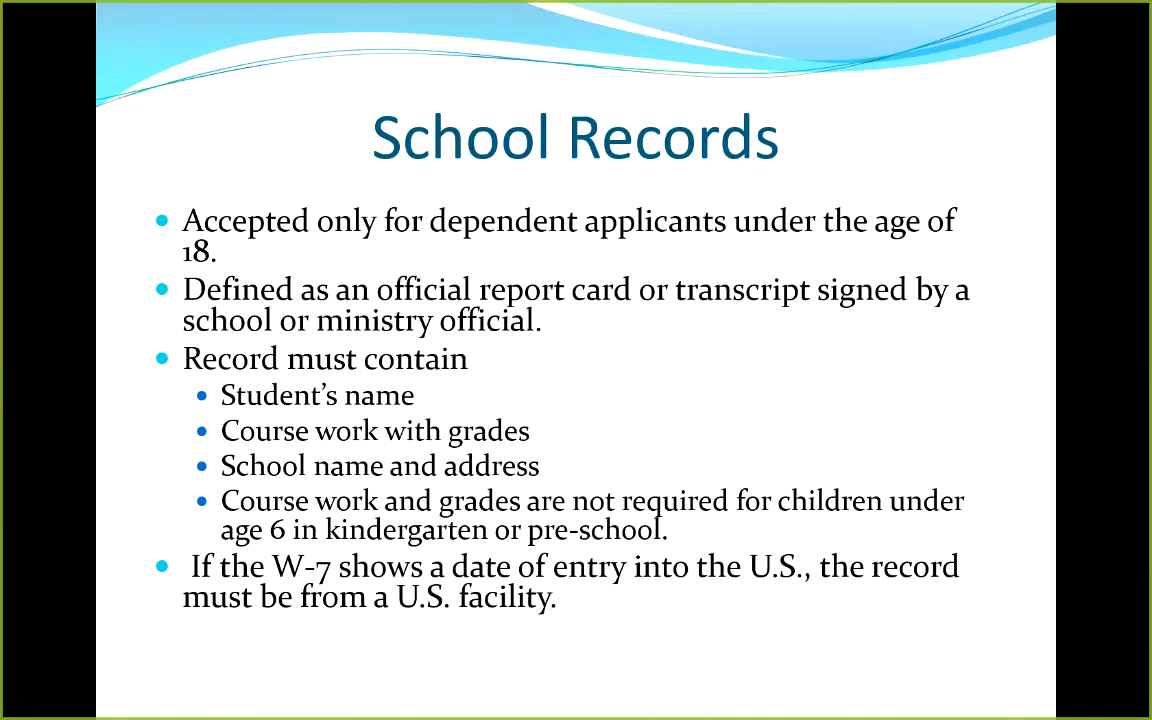 School Records
Accepted only for dependent applicants under the age of
18.
Defined as an official report card or transcript signed by a
school or ministry official.
Record must contain
Student's name
Course work with grades
School name and address
Course work and grades are not required for children under
age 6 in kindergarten or pre-school.
If the W-7 shows a date of entry into the U.S., the record
must be from a U.S. facility.